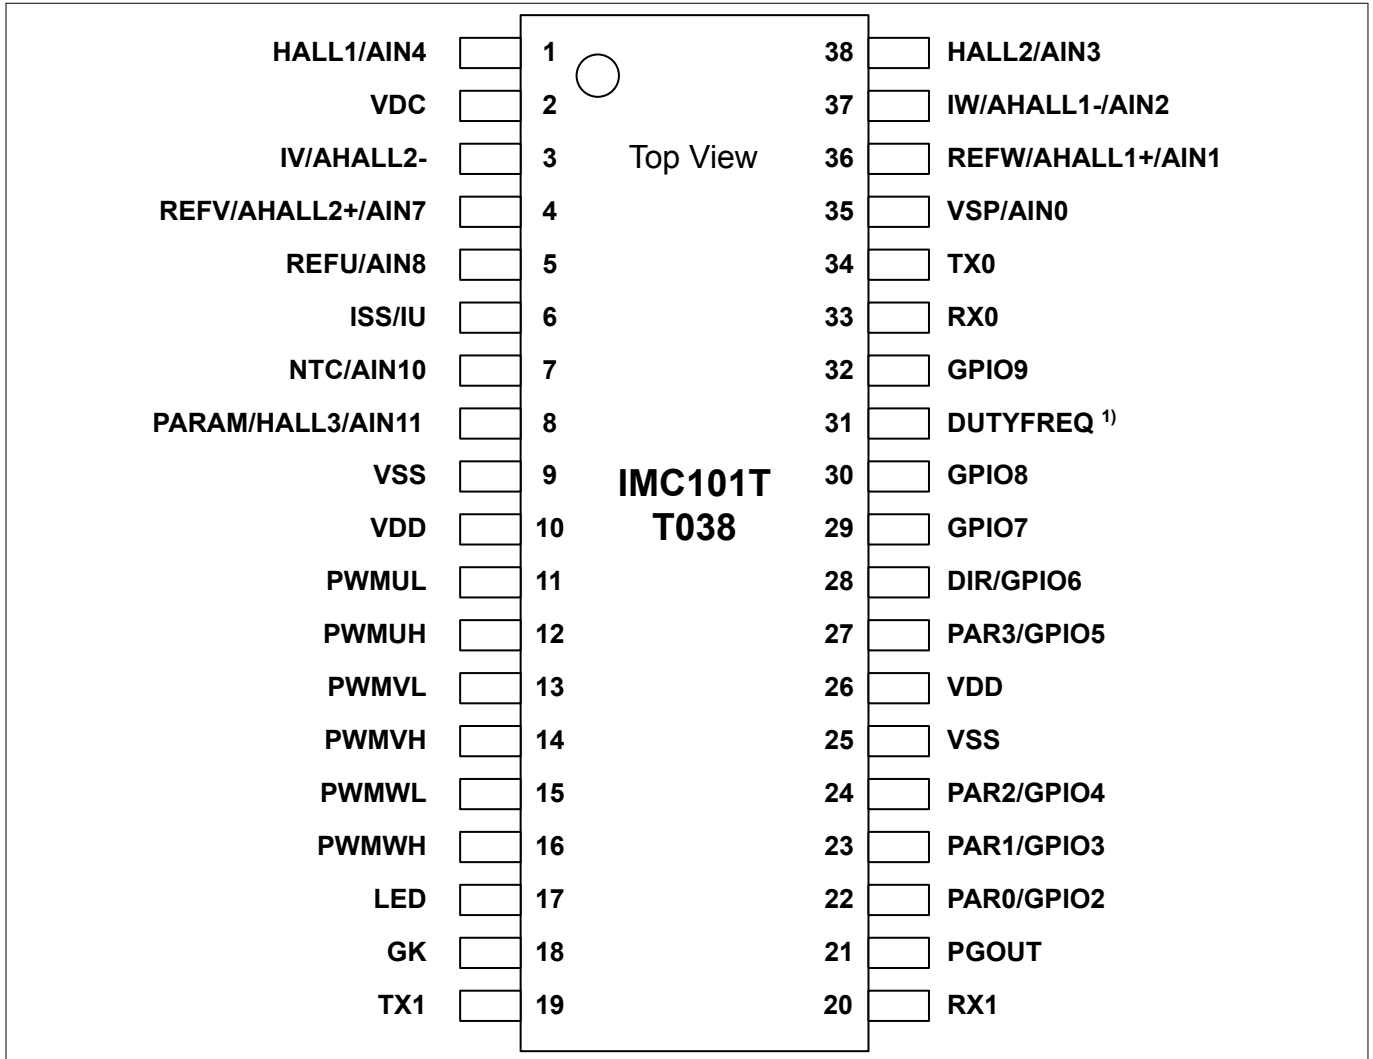 HALL1/AIN4 1 38 HALL2/AIN3
VDC 2 37 IW/AHALL1-/AIN2
IV/AHALL2- 3 Top View 36 REFW/AHALL1+/AIN1
REFV/AHALL2+/AIN7 4 35 VSP/AIN0
REFU/AIN8 5 34 TX0
ISS/IU 6 33 RX0
NTC/AIN10 7 32 GPIO9
PARAM/HALL3/AIN11 8 31 DUTYFREQ 1)
VSS 9 IMC101T 30 GPIO8
VDD 10 T038 29 GPIO7
PWMUL 11 28 DIR/GPIO6
PWMUH 12 27 PAR3/GPIO5
PWMVL 13 26 VDD
PWMVH 14 25 VSS
PWMWL 15 24 PAR2/GPIO4
PWMWH 16 23 PAR1/GPIO3
LED 17 22 PAR0/GPIO2
GK 18 21 PGOUT
TX1 19 20 RX1